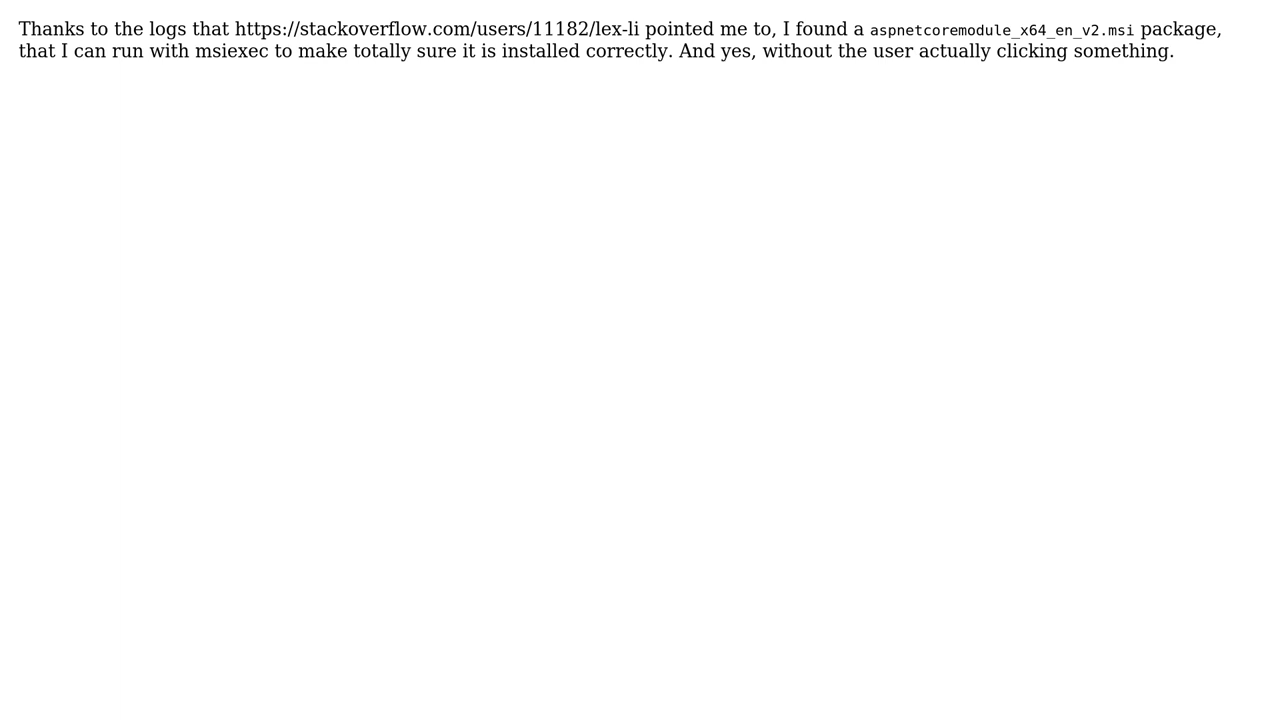 Thanks to the logs that https://stackoverflow.com/users/11182/lex-li pointed me to, I found a aspnetcoremodule_x64_en_v2.msi package,
that I can run with msiexec to make totally sure it is installed correctly. And yes, without the user actually clicking something.